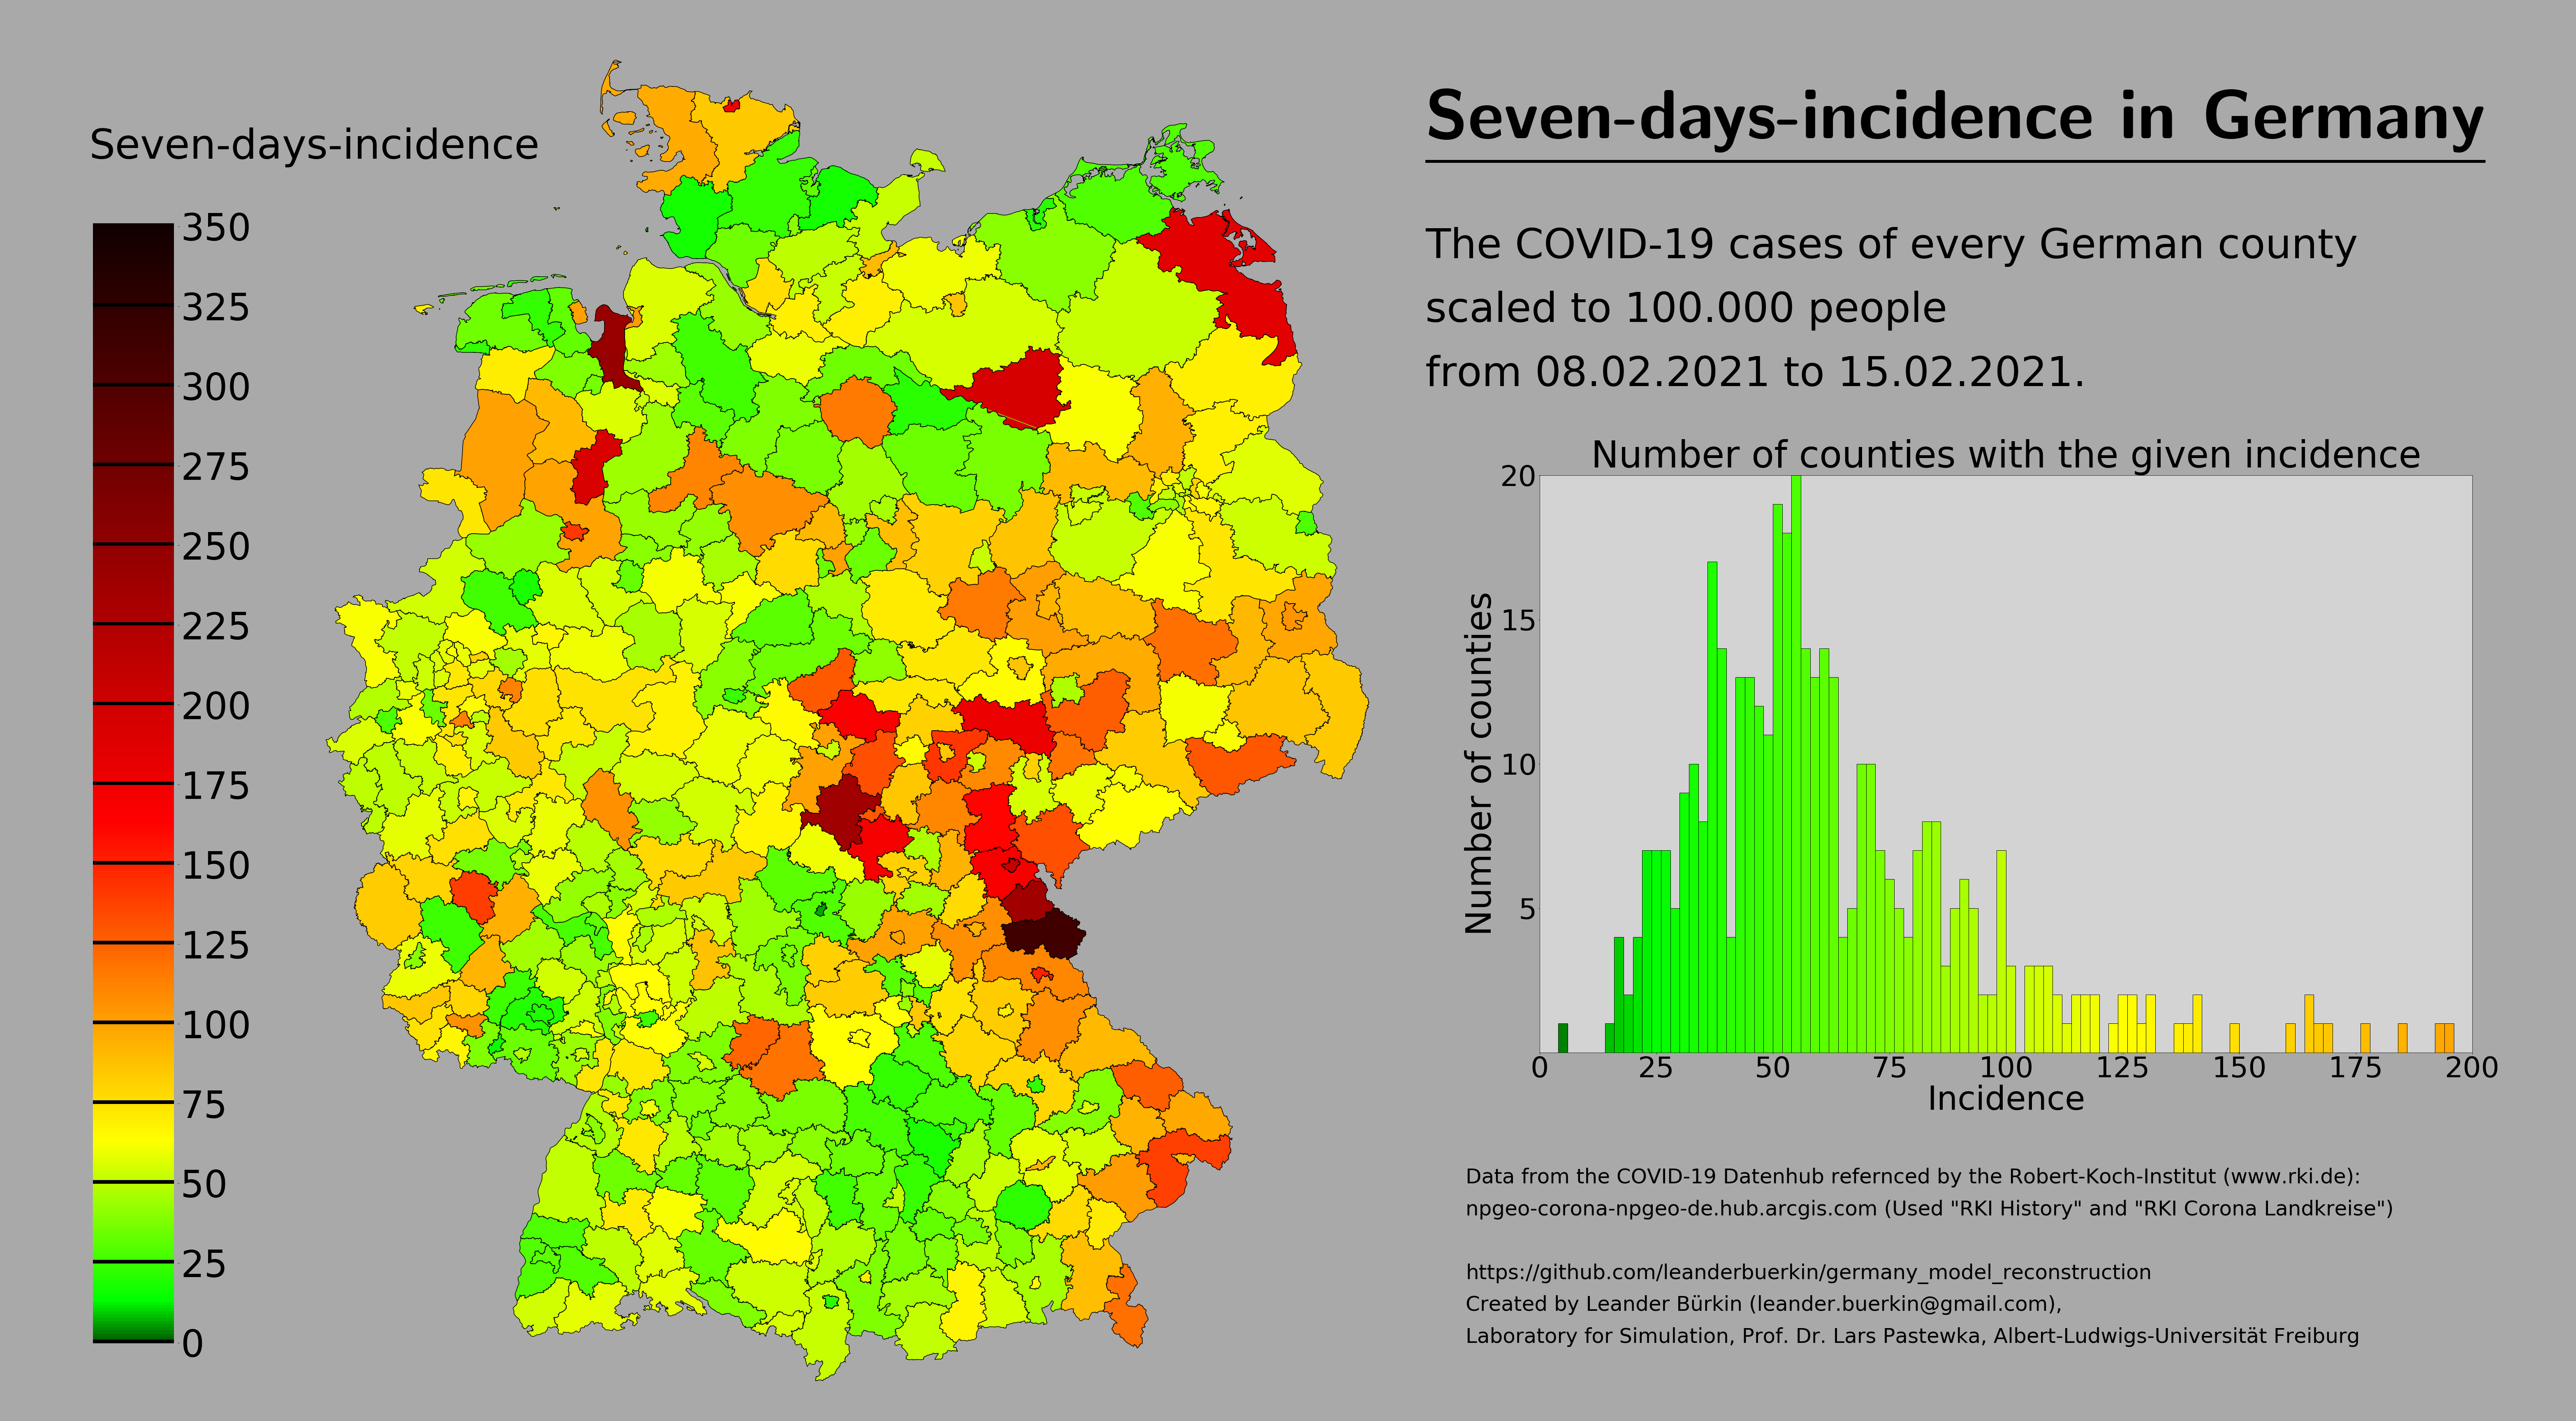 Seven-days-incidence
350
325
300
275
250
225
200
175
150
125
100
75
50
25
0
Seven-days-incidence in Germany
The COVID-19 cases of every German county
scaled to 100.000 people
from 08.02.2021 to 15.02.2021.
Number of counties with the given incidence
20
15
10
5
Number of counties
0 25 50 75 100 125 150 175 200
Incidence
Data from the COVID-19 Datenhub refernced by the Robert-Koch-Institut (www.rki.de):
npgeo-corona-npgeo-de.hub.arcgis.com (Used "RKI History" and "RKI Corona Landkreise")
https://github.com/leanderbuerkin/germany_model_reconstruction
Created by Leander Bürkin (leander.buerkin@gmail.com),
Laboratory for Simulation, Prof. Dr. Lars Pastewka, Albert-Ludwigs-Universität Freiburg